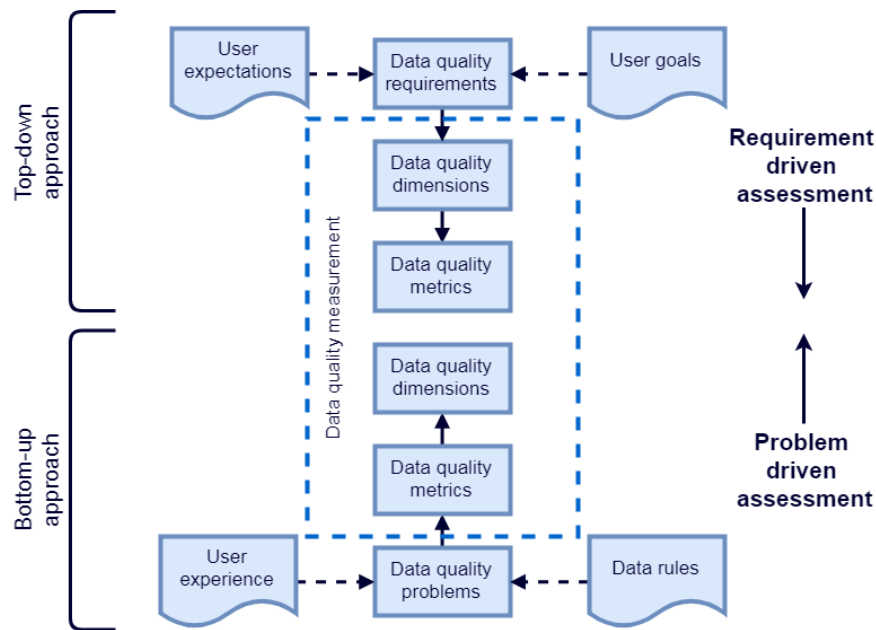 User
expectations
Data quality
requirements
User goals
Top-down
approach
Data quality
dimensions
Requirement
driven
assessment
Data quality
metrics
Data quality measurement
Data quality
dimensions
Bottom-up
approach
Data quality
metrics
Problem
driven
assessment
User
experience
Data quality
problems
Data rules